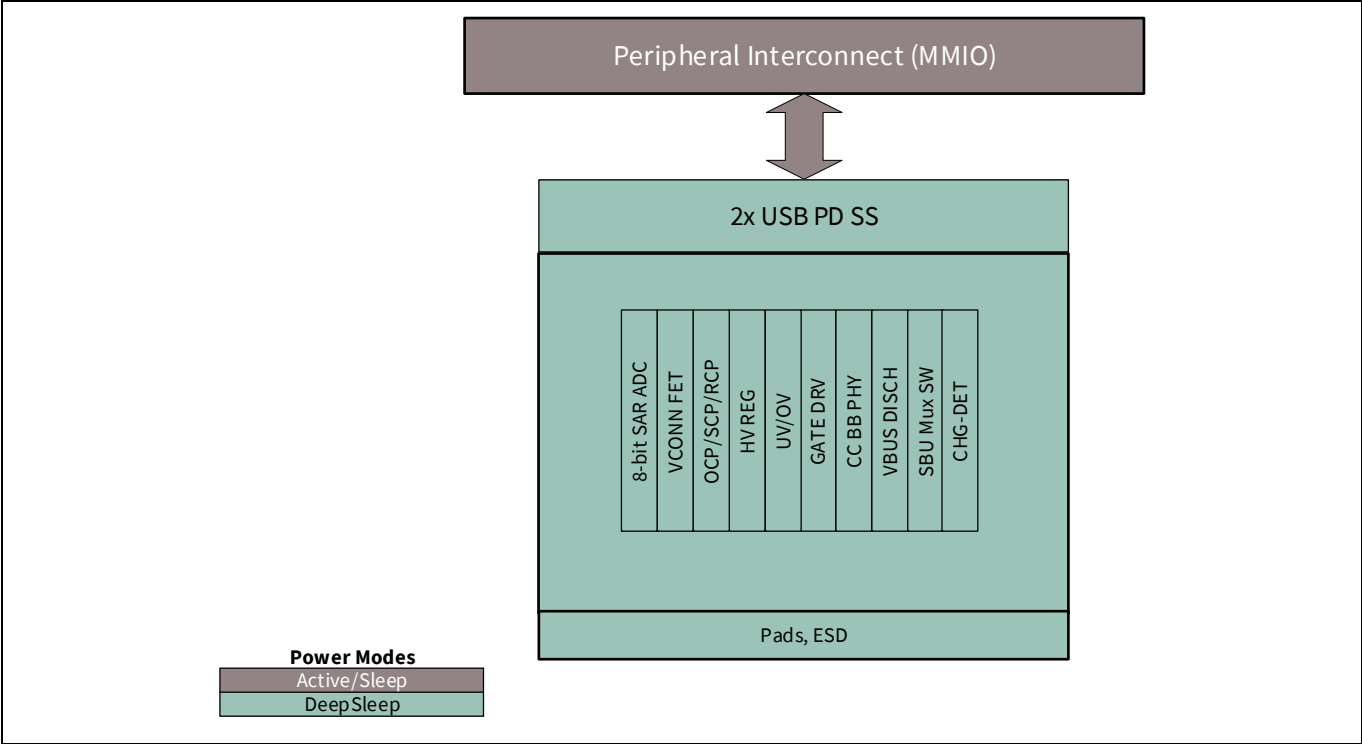 Peripheral Interconnect (MMIO)
2x USB PD SS
8-bit SAR ADC
VCONN FET
OCP/SCP/RCP
HV REG
UV/OV
GATE DRV
CC BB PHY
VBUS DISCH
SBU Mux SW
CHG-DET
Pads, ESD
Power Modes
Active/Sleep
DeepSleep